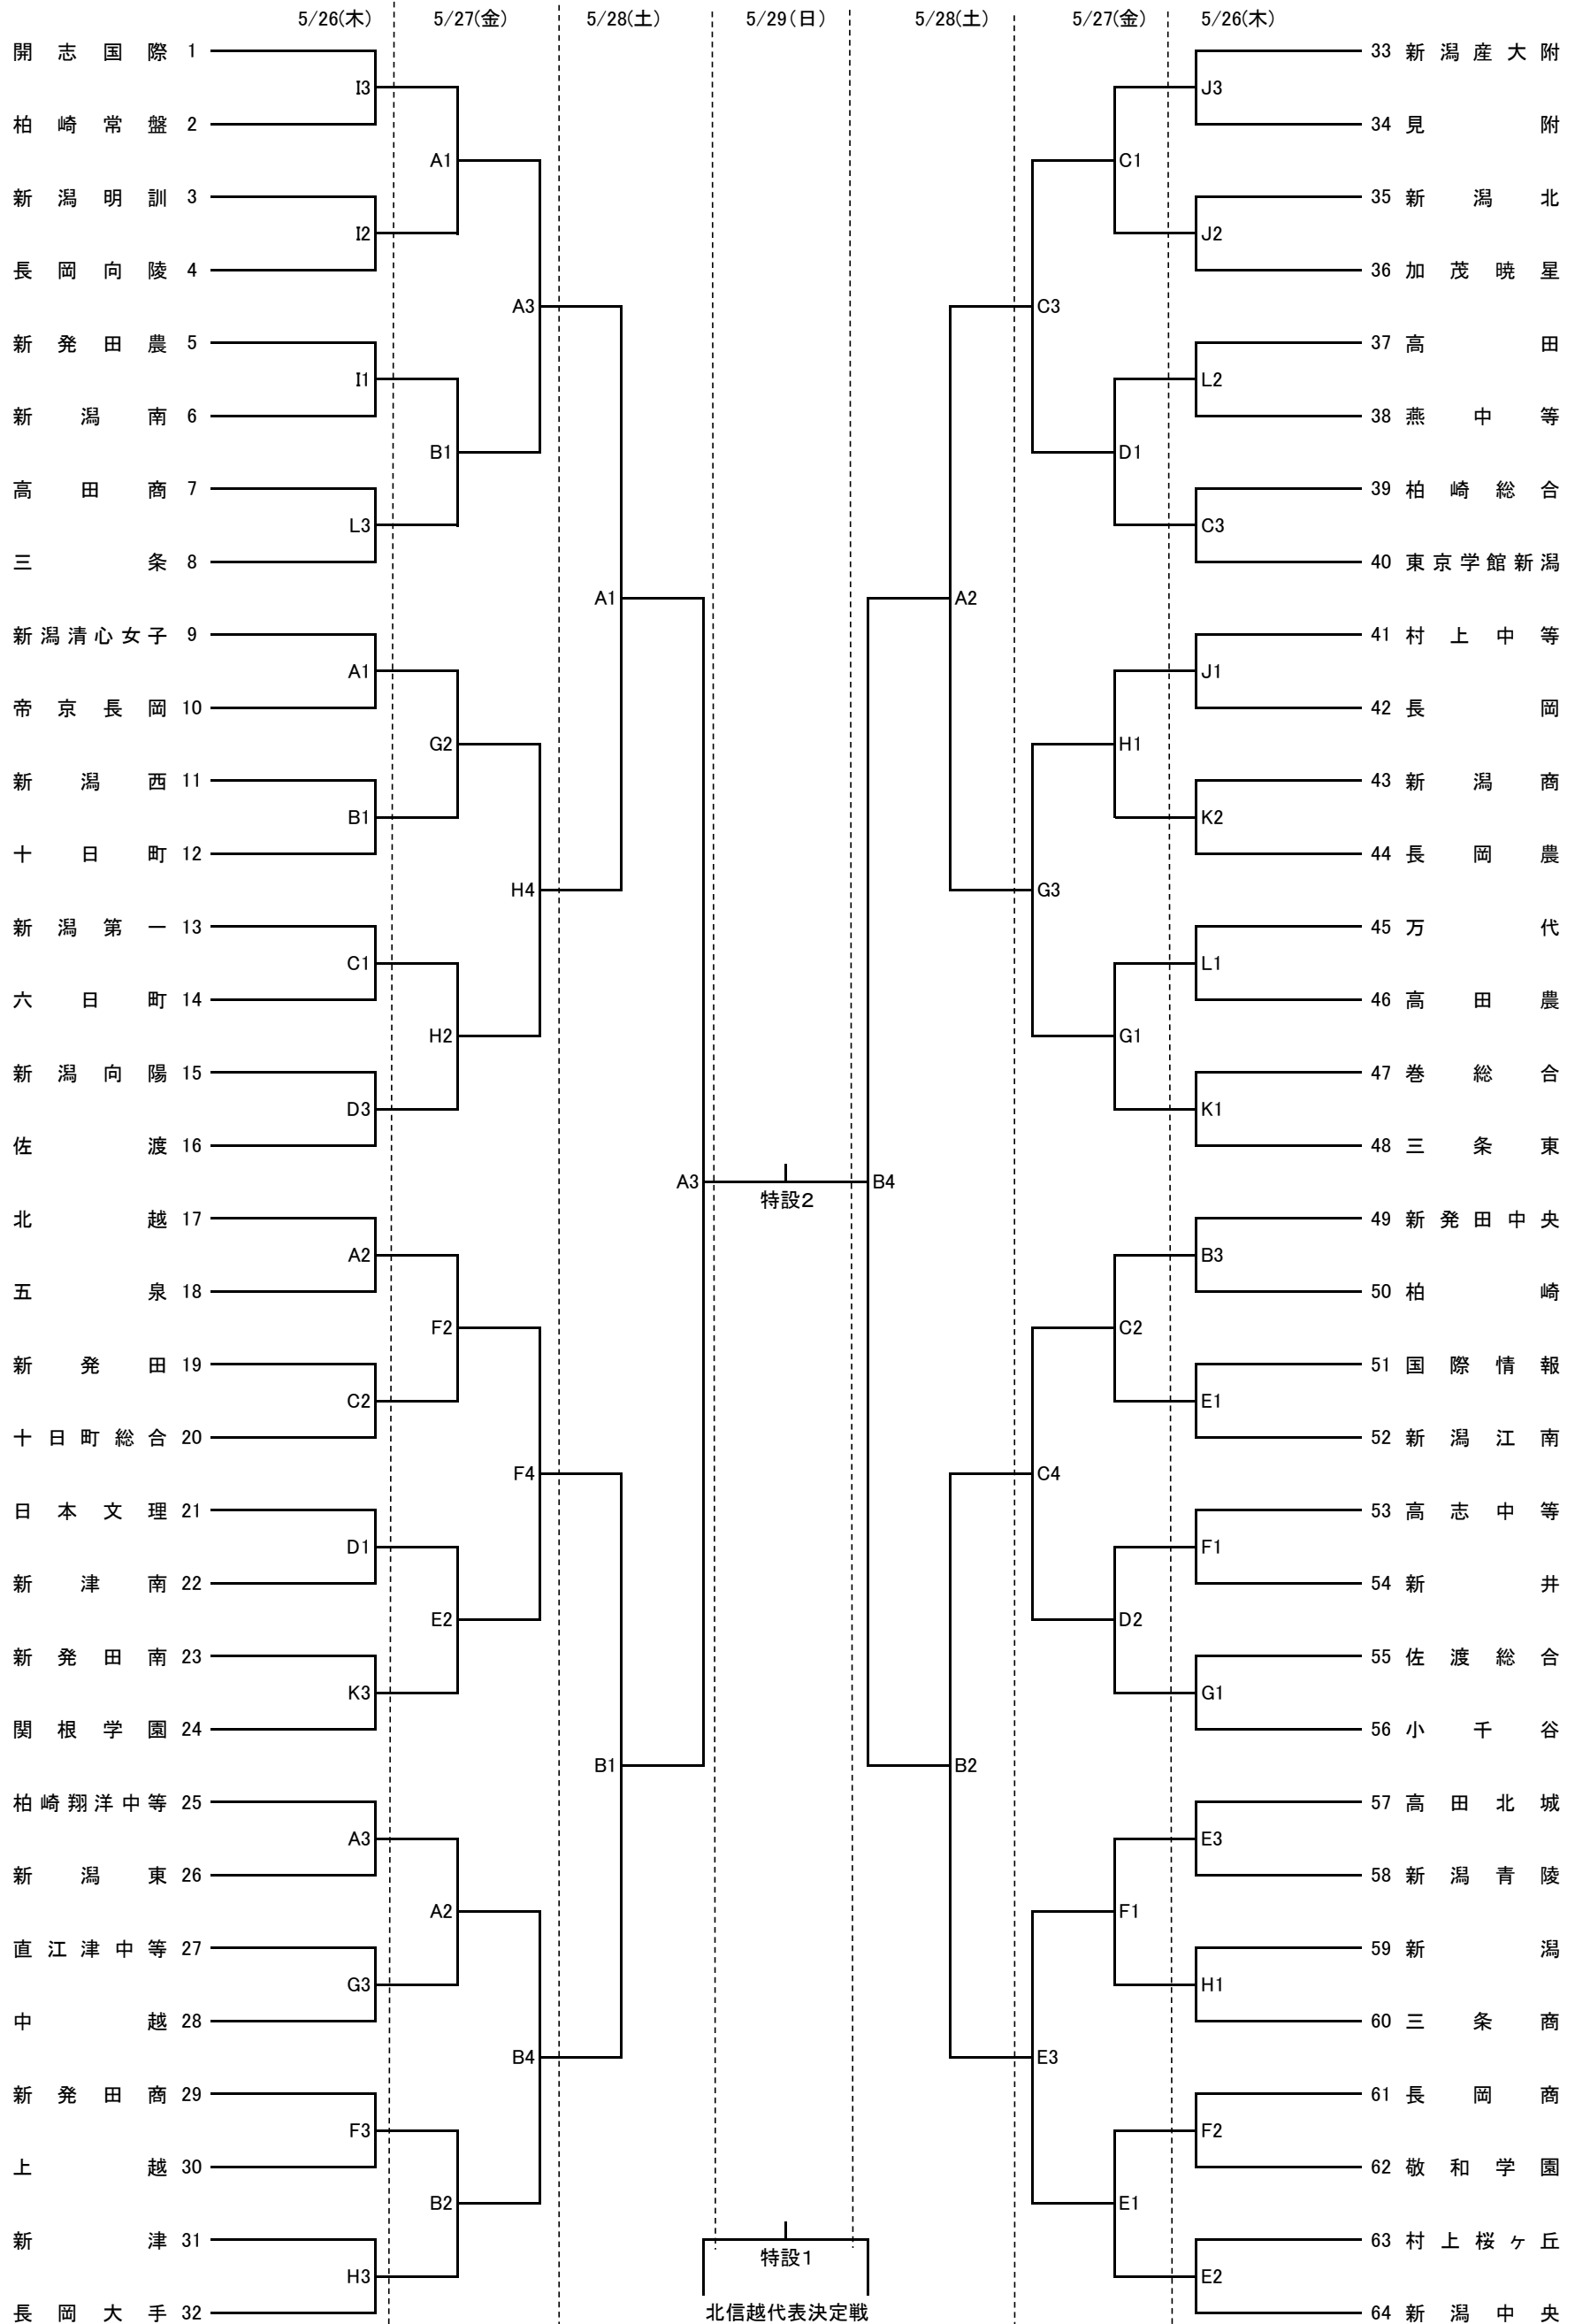 5/26(木) 5/27(金) 5/28(土) 5/29(日) 5/28(土) 5/27(金) 5/26(木)
開志国際 1 33 新潟産大附
I3 J3
柏崎常盤 2 34 見附
A1 C1
新潟明訓 3 35 新潟北
I2 J2
長岡向陵 4 36 加茂暁星
A3 C3
新発田農 5 37 高田
I1 L2
新潟南 6 38 燕中等
B1 D1
高田商 7 39 柏崎総合
L3 C3
三条 8 40 東京学館新潟
A1 A2
新潟清心女子 9 41 村上中等
A1 J1
帝京長岡 10 42 長岡
G2 H1
新潟西 11 43 新潟商
B1 K2
十日町 12 44 長岡農
H4 G3
新潟第一 13 45 万代
C1 L1
六日町 14 46 高田農
H2 G1
新潟向陽 15 47 巻総合
D3 K1
佐渡 16 48 三条東
A3 B4
特設2
北越 17 49 新発田中央
A2 B3
五泉 18 50 柏崎
F2 C2
新発田 19 51 国際情報
C2 E1
十日町総合 20 52 新潟江南
F4 C4
日本文理 21 53 高志中等
D1 F1
新津南 22 54 新井
E2 D2
新発田南 23 55 佐渡総合
K3 G1
関根学園 24 56 小千谷
B1 B2
柏崎翔洋中等 25 57 高田北城
A3 E3
新潟東 26 58 新潟青陵
A2 F1
直江津中等 27 59 新潟
G3 H1
中越 28 60 三条商
B4 E3
新発田商 29 61 長岡商
F3 F2
上越 30 62 敬和学園
B2 E1
新津 31 63 村上桜ヶ丘
特設1
H3 E2
長岡大手 32 北信越代表決定戦 64 新潟中央